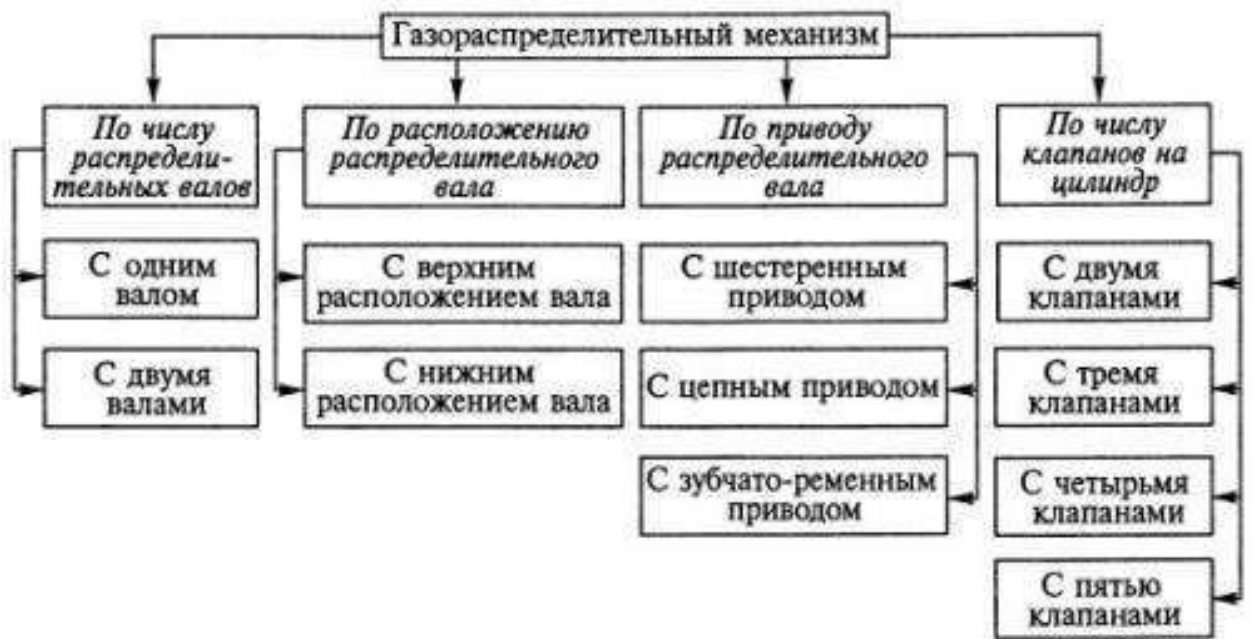 Газораспределительный механизм
По числу
распредели-
тельных валов
С одним
валом
С двумя
валами
По расположению
распределительного
вала
С верхним
расположением вала
С нижним
расположением вала
По приводу
распределительного
вала
С шестеренным
приводом
С цепным приводом
С зубчато-ременным
приводом
По числу
клапанов на
цилиндр
С двумя
клапанами
С тремя
клапанами
С четырьмя
клапанами
С пятью
клапанами